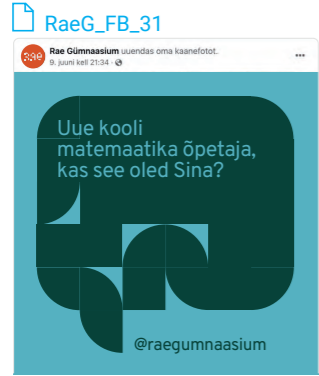 RaeG_FB_31
rae
Rae Gümnaasium uuendas oma kaanefotot.
9. juuni kell 21:34 ·
Uue kooli
matemaatika õpetaja,
kas see oled Sina?
@raegumnaasium